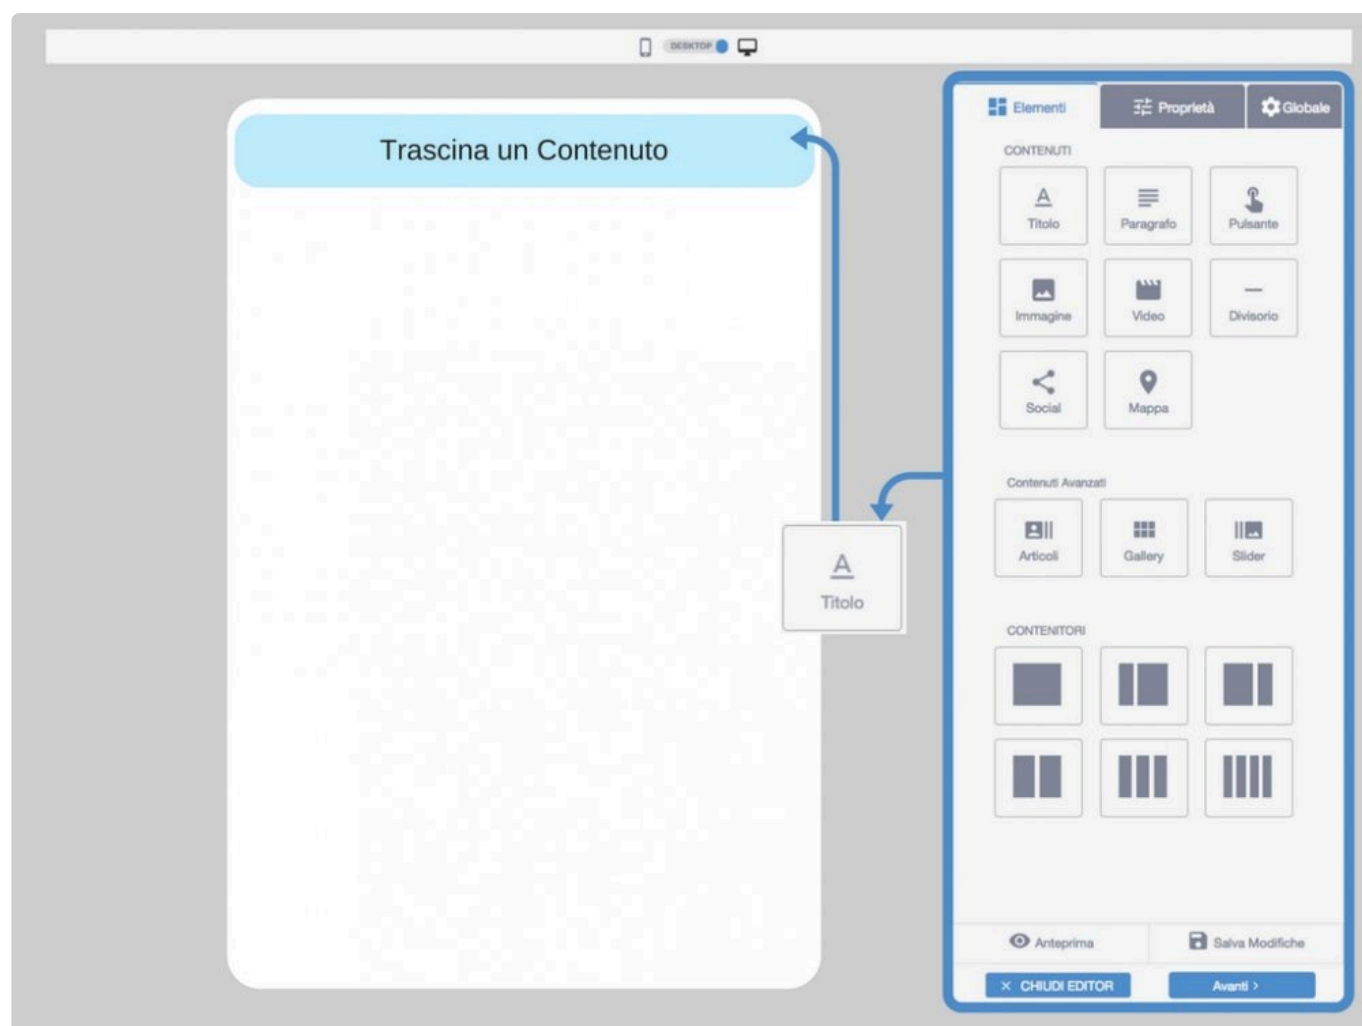 DESKTOP
Elementi
Proprietà
Globale
Trascina un Contenuto
CONTENUTI
A
Titolo
Paragrafo
Pulsante
Immagine
Video
Divisorio
Social
Mappa
Contenuti Avanzati
Articoli
Gallery
Slider
A
Titolo
CONTENITORI
Anteprima
Salva Modifiche
× CHIUDI EDITOR
Avanti >